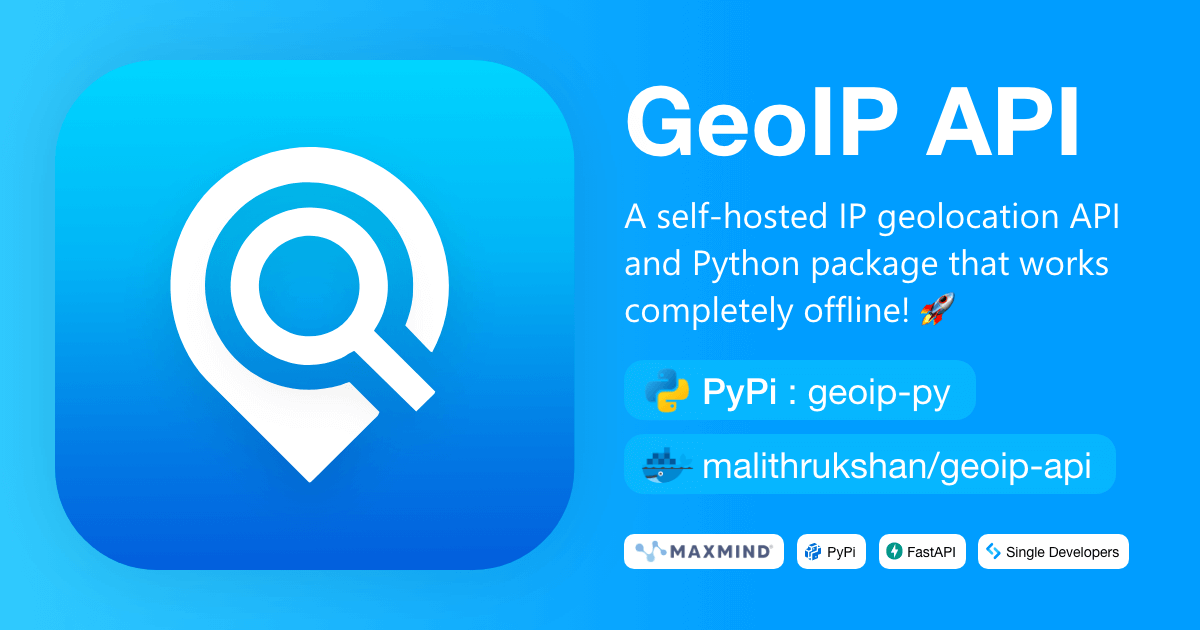 GeoIP API
A self-hosted IP geolocation API
and Python package that works
completely offline! 🚀
PyPi : geoip-py
malithrukshan/geoip-api
MAXMIND
PyPi
FastAPI
Single Developers